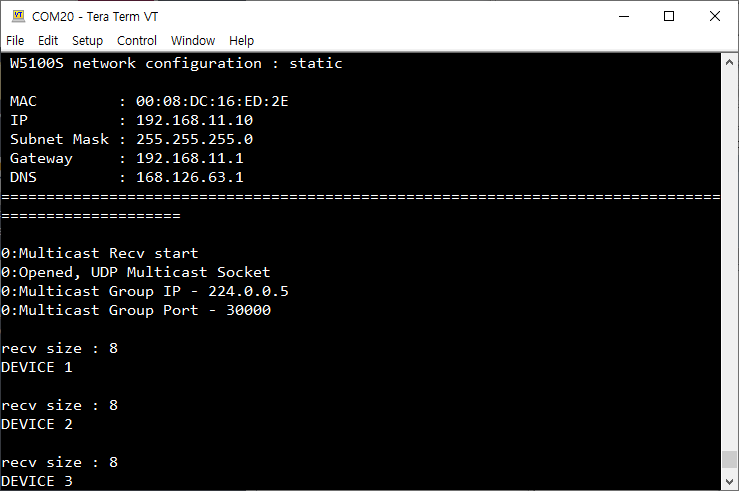 COM20 - Tera Term VT
File Edit Setup Control Window Help
W5100S network configuration : static
MAC : 00:08:DC:16:ED:2E
IP : 192.168.11.10
Subnet Mask : 255.255.255.0
Gateway : 192.168.11.1
DNS : 168.126.63.1
================================================================================
====================
0:Multicast Recv start
0:Opened, UDP Multicast Socket
0:Multicast Group IP - 224.0.0.5
0:Multicast Group Port - 30000
recv size : 8
DEVICE 1
recv size : 8
DEVICE 2
recv size : 8
DEVICE 3